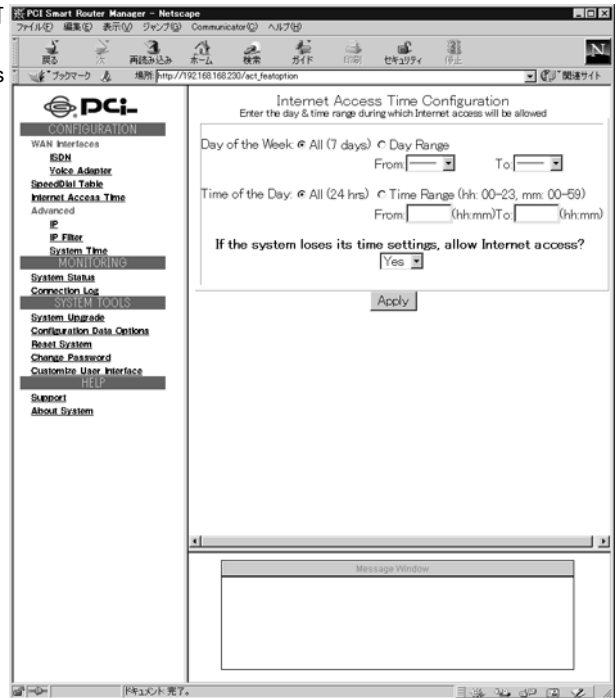 T
PCI Smart Router Manager - Netscape
ファイル(F) 編集(E) 表示(V) ジャンプ(G) Communicator(C) ヘルプ(H)
戻る 次 再読み込み ホーム 検索 ガイド 印刷 セキュリティ 停止
S
ブックマーク 場所: http://192.168.168.230/act_featoption 関連サイト
PCi
CONFIGURATION
WAN Interfaces
ISDN
Voice Adapter
SpeedDial Table
Internet Access Time
Advanced
IP
IP Filter
System Time
MONITORING
System Status
Connection Log
SYSTEM TOOLS
System Upgrade
Configuration Data Options
Reset System
Change Password
Customize User Interface
HELP
Support
About System
Internet Access Time Configuration
Enter the day & time range during which Internet access will be allowed
Day of the Week: All (7 days) Day Range
From: ---- To: ----
Time of the Day: All (24 hrs) Time Range (hh: 00-23, mm: 00-59)
From: (hh:mm)To: (hh:mm)
If the system loses its time settings, allow Internet access?
Yes
Apply
Message Window
ドキュメント 完了。